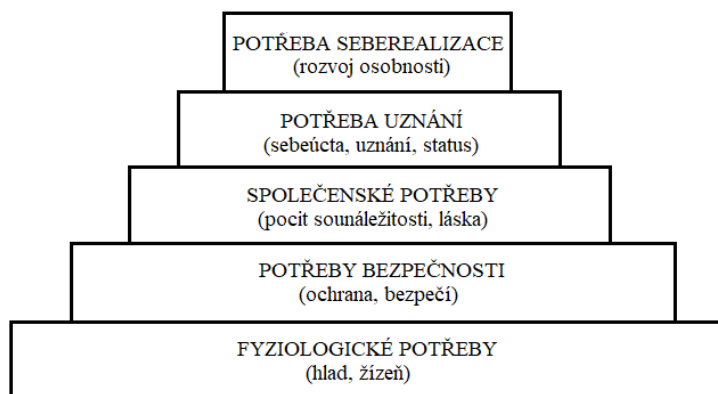 POTŘEBA SEBEREALIZACE
(rozvoj osobnosti)
POTŘEBA UZNÁNÍ
(sebeúcta, uznání, status)
SPOLEČENSKÉ POTŘEBY
(pocit sounáležitosti, láska)
POTŘEBY BEZPEČNOSTI
(ochrana, bezpečí)
FYZIOLOGICKÉ POTŘEBY
(hlad, žízeň)